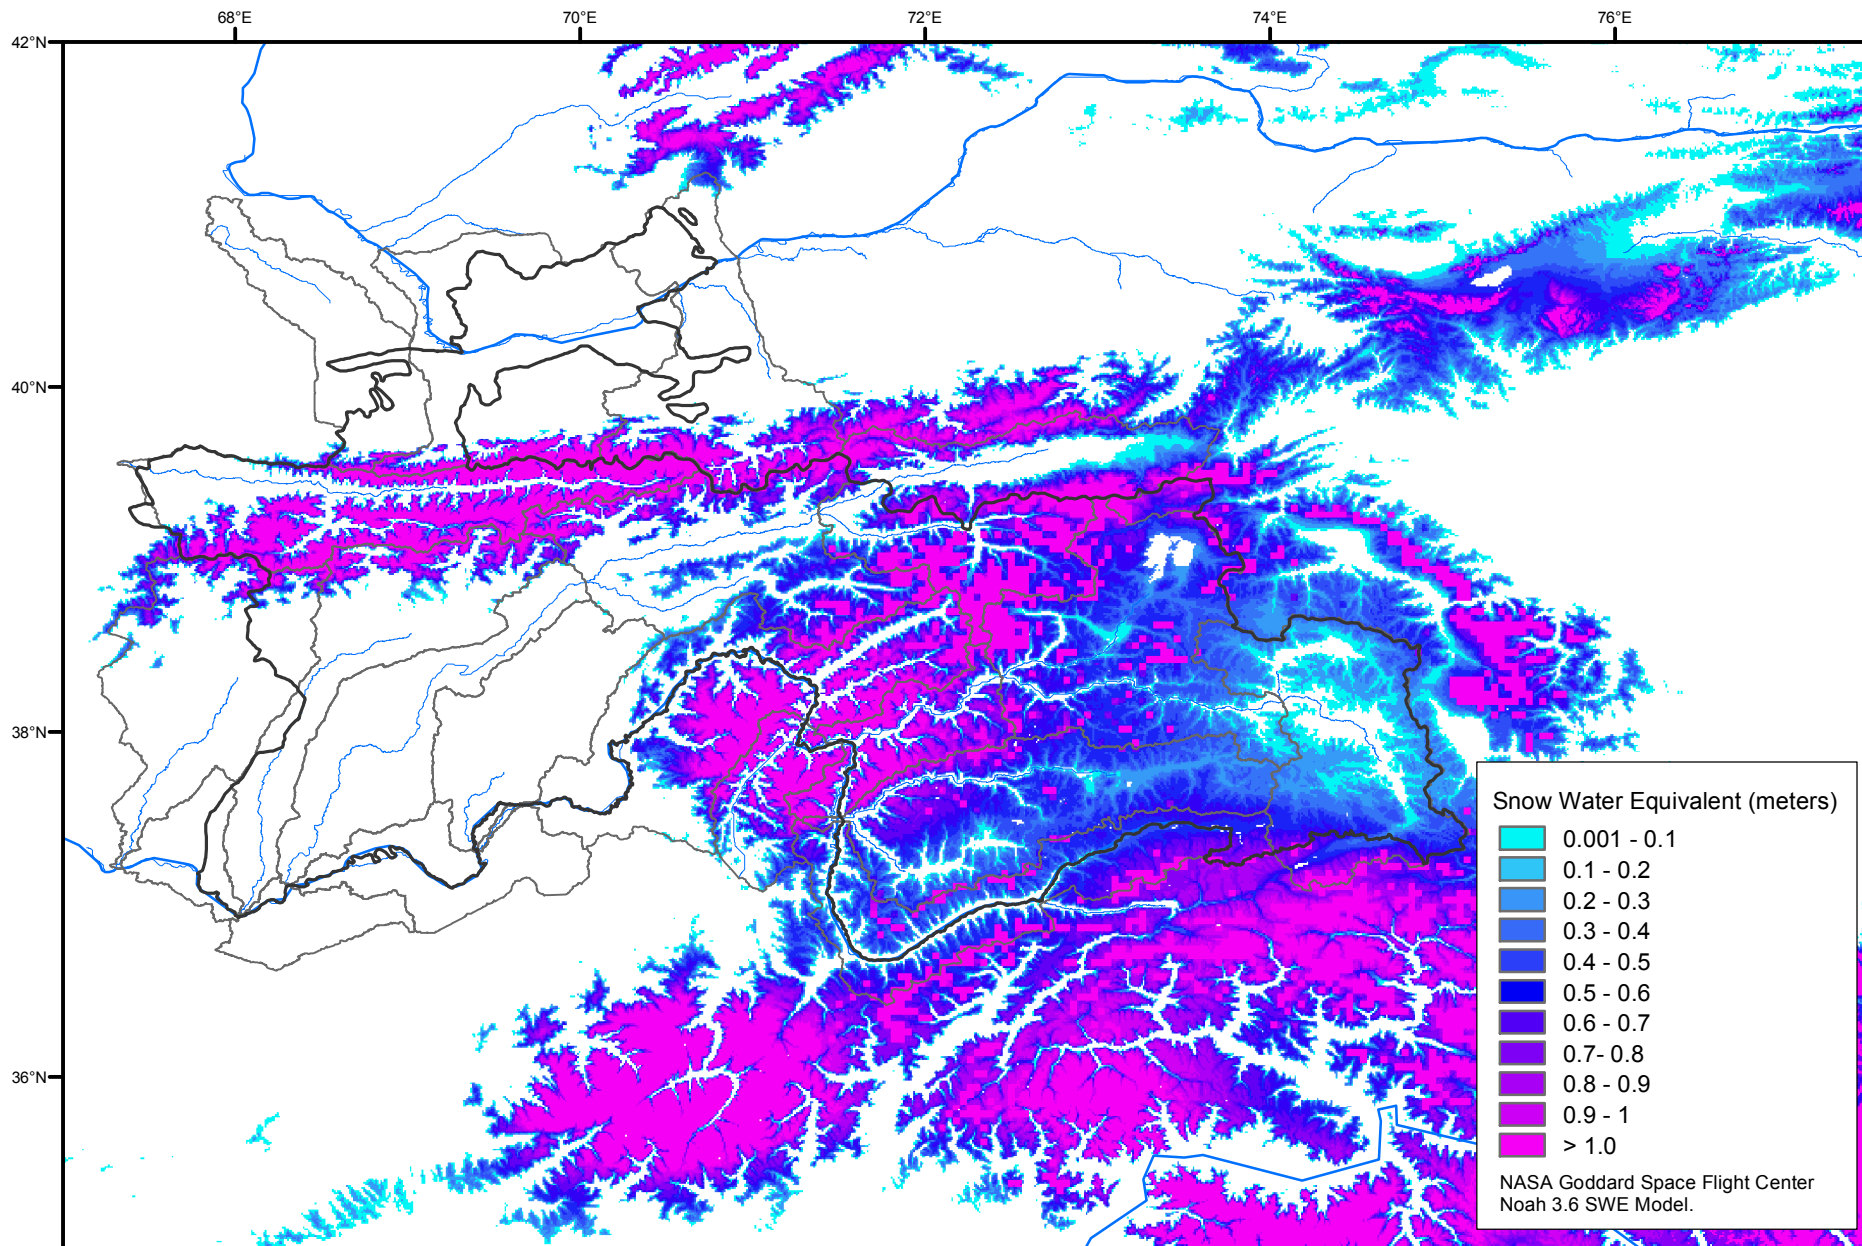 68°E
70°E
72°E
74°E
76°E
42°N
40°N
38°N
36°N
Snow Water Equivalent (meters)
0.001 - 0.1
0.1 - 0.2
0.2 - 0.3
0.3 - 0.4
0.4 - 0.5
0.5 - 0.6
0.6 - 0.7
0.7- 0.8
0.8 - 0.9
0.9 - 1
> 1.0
NASA Goddard Space Flight Center
Noah 3.6 SWE Model.